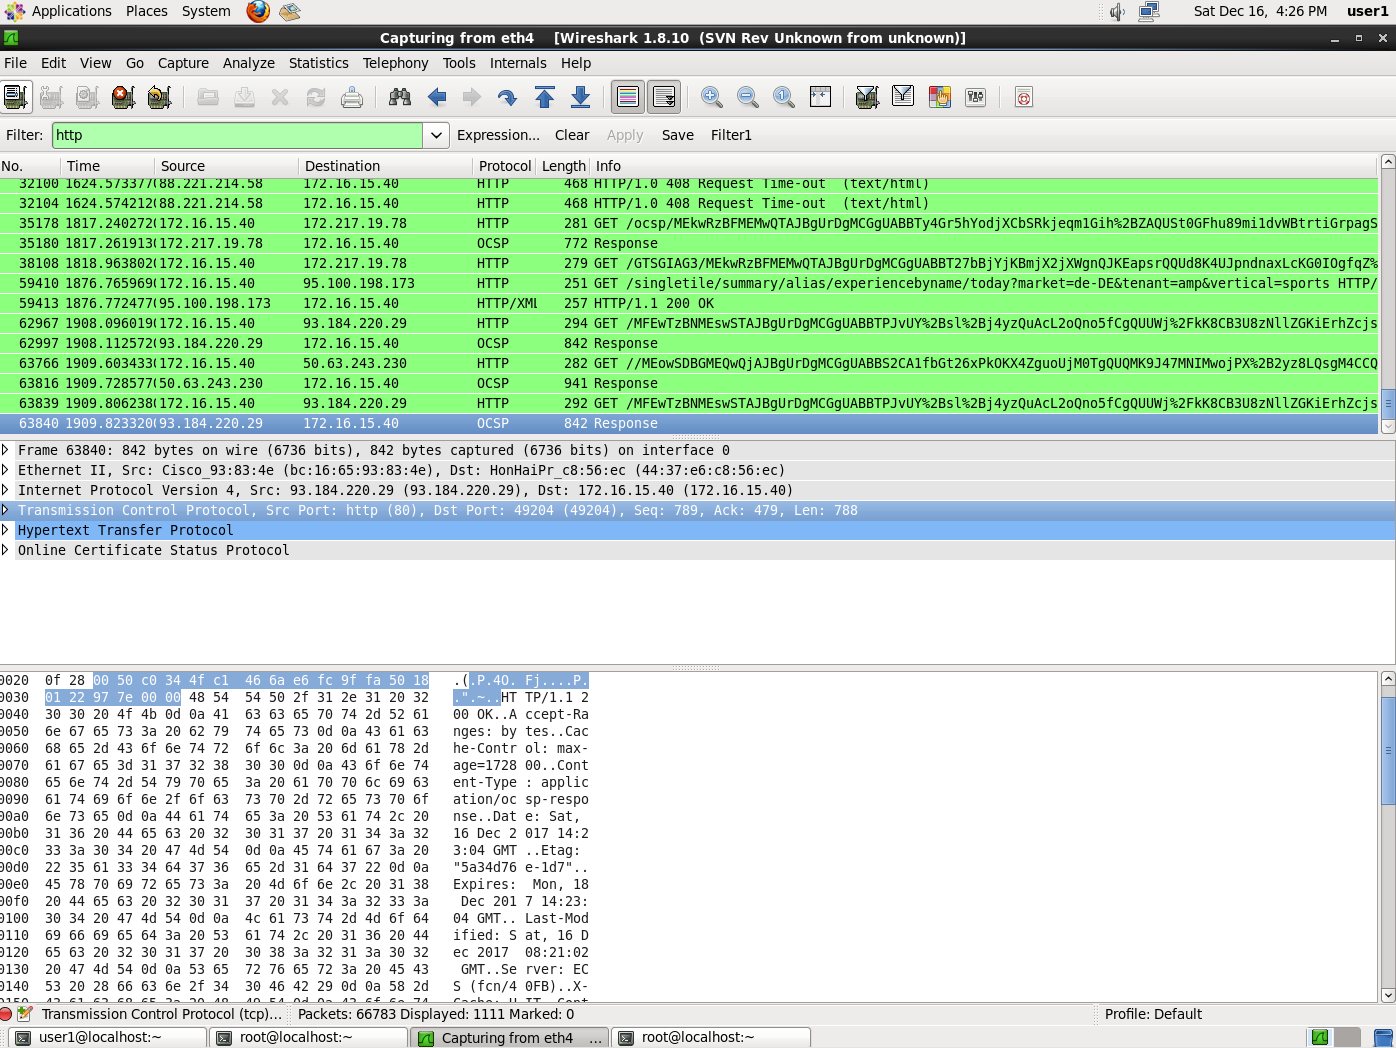 Applications Places System Sat Dec 16, 4:26 PM user1
Capturing from eth4 [Wireshark 1.8.10 (SVN Rev Unknown from unknown)]
File Edit View Go Capture Analyze Statistics Telephony Tools Internals Help
Filter: http Expression... Clear Apply Save Filter1
No. Time Source Destination Protocol Length Info
32100 1624.573377( 88.221.214.58 172.16.15.40 HTTP 468 HTTP/1.0 408 Request Time-out (text/html)
32104 1624.574212( 88.221.214.58 172.16.15.40 HTTP 468 HTTP/1.0 408 Request Time-out (text/html)
35178 1817.240272( 172.16.15.40 172.217.19.78 HTTP 281 GET /ocsp/MEkwRzBFMEMwQTAJBgUrDgMCGgUABBTy4Gr5hYodjXCbSRkjeqm1Gih%2BZAQUSt0GFhu89mi1dvWBtrtiGrpagS
35180 1817.261913( 172.217.19.78 172.16.15.40 OCSP 772 Response
38108 1818.963802( 172.16.15.40 172.217.19.78 HTTP 279 GET /GTSGIAG3/MEkwRzBFMEMwQTAJBgUrDgMCGgUABBT27bBjYjKBmjX2jXWgnQJKEapsrQQUd8K4UJpndnaxLcKG0IOgfqZ%
59410 1876.765969( 172.16.15.40 95.100.198.173 HTTP 251 GET /singletile/summary/alias/experiencebyname/today?market=de-DE&tenant=amp&vertical=sports HTTP/
59413 1876.772477( 95.100.198.173 172.16.15.40 HTTP/XML 257 HTTP/1.1 200 OK
62967 1908.096019( 172.16.15.40 93.184.220.29 HTTP 294 GET /MFEwTzBNMEswSTAJBgUrDgMCGgUABBTPJvUY%2Bsl%2Bj4yzQuAcL2oQno5fCgQUUWj%2FkK8CB3U8zNllZGKiErhZcjs
62997 1908.112572( 93.184.220.29 172.16.15.40 OCSP 842 Response
63766 1909.603433( 172.16.15.40 50.63.243.230 HTTP 282 GET //MEowSDBGMEQwQjAJBgUrDgMCGgUABBS2CA1fbGt26xPkOKX4ZguoUjM0TgQUQMK9J47MNIMwojPX%2B2yz8LQsgM4CCQ
63816 1909.728577( 50.63.243.230 172.16.15.40 OCSP 941 Response
63839 1909.806238( 172.16.15.40 93.184.220.29 HTTP 292 GET /MFEwTzBNMEswSTAJBgUrDgMCGgUABBTPJvUY%2Bsl%2Bj4yzQuAcL2oQno5fCgQUUWj%2FkK8CB3U8zNllZGKiErhZcjs
63840 1909.823320( 93.184.220.29 172.16.15.40 OCSP 842 Response
Frame 63840: 842 bytes on wire (6736 bits), 842 bytes captured (6736 bits) on interface 0
Ethernet II, Src: Cisco_93:83:4e (bc:16:65:93:83:4e), Dst: HonHaiPr_c8:56:ec (44:37:e6:c8:56:ec)
Internet Protocol Version 4, Src: 93.184.220.29 (93.184.220.29), Dst: 172.16.15.40 (172.16.15.40)
Transmission Control Protocol, Src Port: http (80), Dst Port: 49204 (49204), Seq: 789, Ack: 479, Len: 788
Hypertext Transfer Protocol
Online Certificate Status Protocol
0020 0f 28 00 50 c0 34 4f c1 46 6a e6 fc 9f fa 50 18 .(.P.4O. Fj....P.
0030 01 22 97 7e 00 00 48 54 54 50 2f 31 2e 31 20 32 .".~..HT TP/1.1 2
0040 30 30 20 4f 4b 0d 0a 41 63 63 65 70 74 2d 52 61 00 OK..A ccept-Ra
0050 6e 67 65 73 3a 20 62 79 74 65 73 0d 0a 43 61 63 nges: by tes..Cac
0060 68 65 2d 43 6f 6e 74 72 6f 6c 3a 20 6d 61 78 2d he-Contr ol: max-
0070 61 67 65 3d 31 37 32 38 30 30 0d 0a 43 6f 6e 74 age=1728 00..Cont
0080 65 6e 74 2d 54 79 70 65 3a 20 61 70 70 6c 69 63 ent-Type : applic
0090 61 74 69 6f 6e 2f 6f 63 73 70 2d 72 65 73 70 6f ation/oc sp-respo
00a0 6e 73 65 0d 0a 44 61 74 65 3a 20 53 61 74 2c 20 nse..Dat e: Sat,
00b0 31 36 20 44 65 63 20 32 30 31 37 20 31 34 3a 32 16 Dec 2 017 14:2
00c0 33 3a 30 34 20 47 4d 54 0d 0a 45 74 61 67 3a 20 3:04 GMT ..Etag:
00d0 22 35 61 33 34 64 37 36 65 2d 31 64 37 22 0d 0a "5a34d76 e-1d7"..
00e0 45 78 70 69 72 65 73 3a 20 4d 6f 6e 2c 20 31 38 Expires: Mon, 18
00f0 20 44 65 63 20 32 30 31 37 20 31 34 3a 32 33 3a Dec 201 7 14:23:
0100 30 34 20 47 4d 54 0d 0a 4c 61 73 74 2d 4d 6f 64 04 GMT.. Last-Mod
0110 69 66 69 65 64 3a 20 53 61 74 2c 20 31 36 20 44 ified: S at, 16 D
0120 65 63 20 32 30 31 37 20 30 38 3a 32 31 3a 30 32 ec 2017 08:21:02
0130 20 47 4d 54 0d 0a 53 65 72 76 65 72 3a 20 45 43 GMT..Se rver: EC
0140 53 20 28 66 63 6e 2f 34 30 46 42 29 0d 0a 58 2d S (fcn/4 0FB)..X-
0150 43 61 63 68 65 3a 20 48 49 54 0d 0a 43 6f 6e 74 Cache: H IT..Cont
Transmission Control Protocol (tcp)... Packets: 66783 Displayed: 1111 Marked: 0 Profile: Default
user1@localhost:~ root@localhost:~ Capturing from eth4 ... root@localhost:~